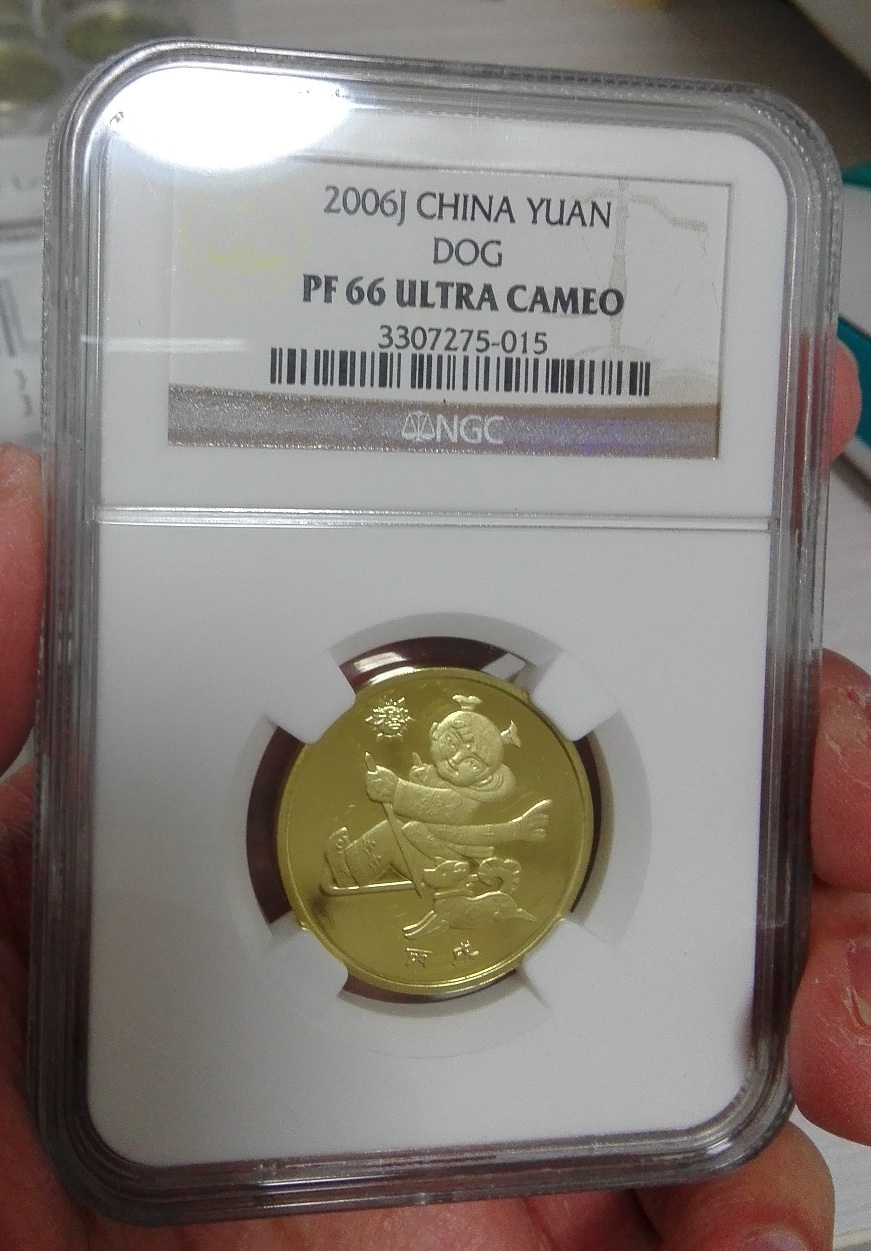 2006J CHINA YUAN
DOG
PF 66 ULTRA CAMEO
3307275-015
NGC
丙戌